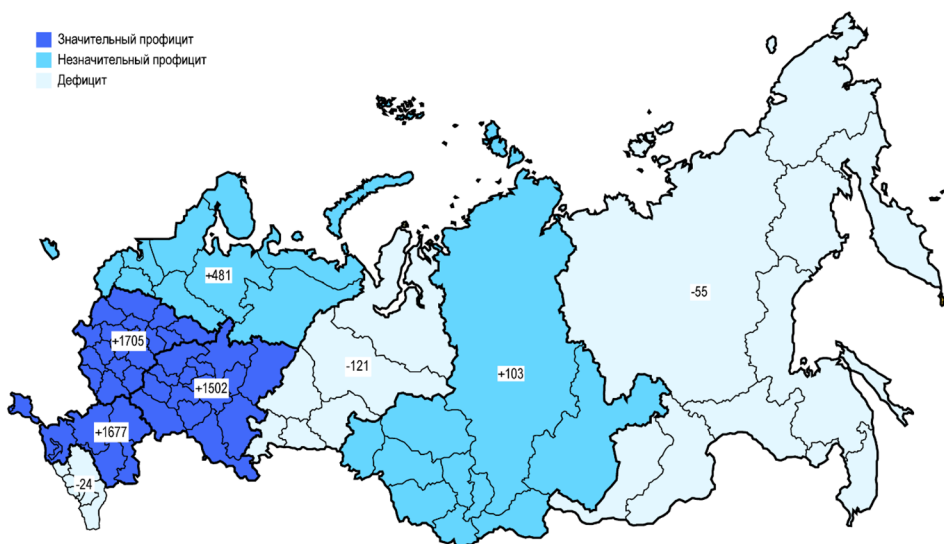 Значительный профицит
Незначительный профицит
Дефицит
+481
-55
+1705
-121
+103
+1502
+1677
-24